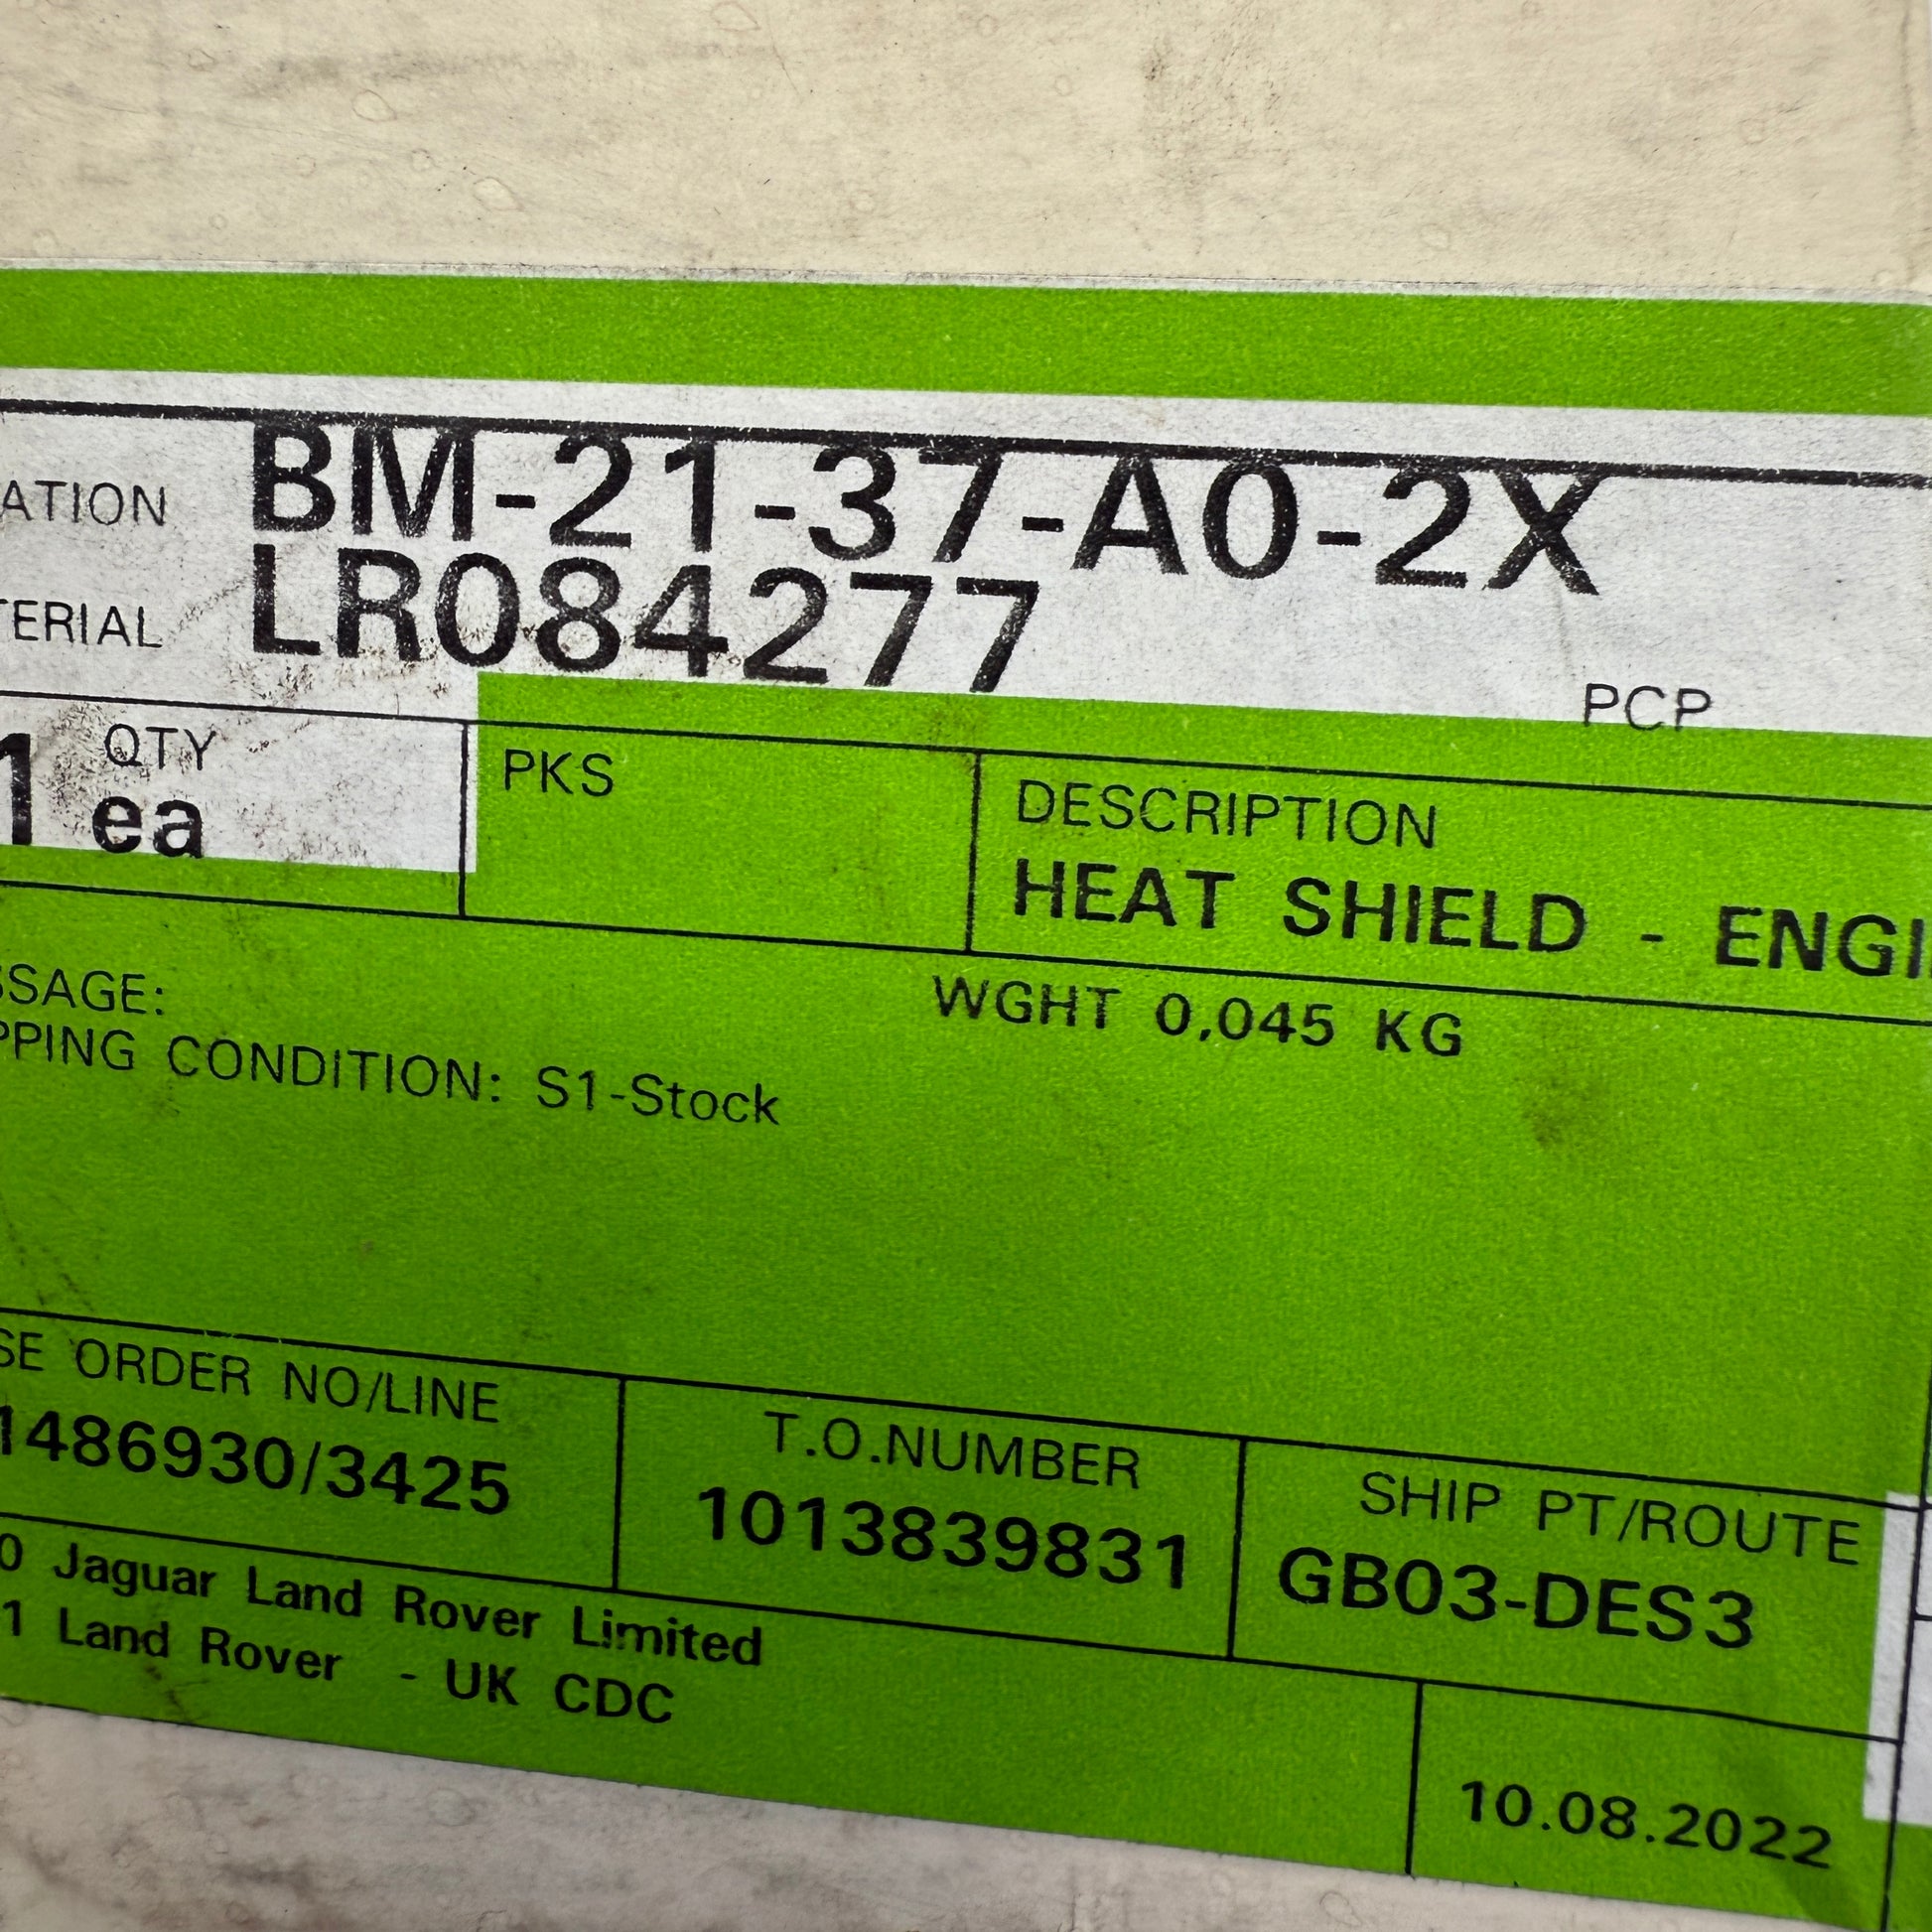 ATION BM-21-37-A0-2X
TERIAL LR084277
PCP
QTY PKS DESCRIPTION
1 ea HEAT SHIELD - ENGI
SSAGE: WGHT 0,045 KG
PPING CONDITION: S1-Stock
SE ORDER NO/LINE T.O.NUMBER SHIP PT/ROUTE
1486930/3425 1013839831 GB03-DES3
0 Jaguar Land Rover Limited
1 Land Rover - UK CDC
10.08.2022